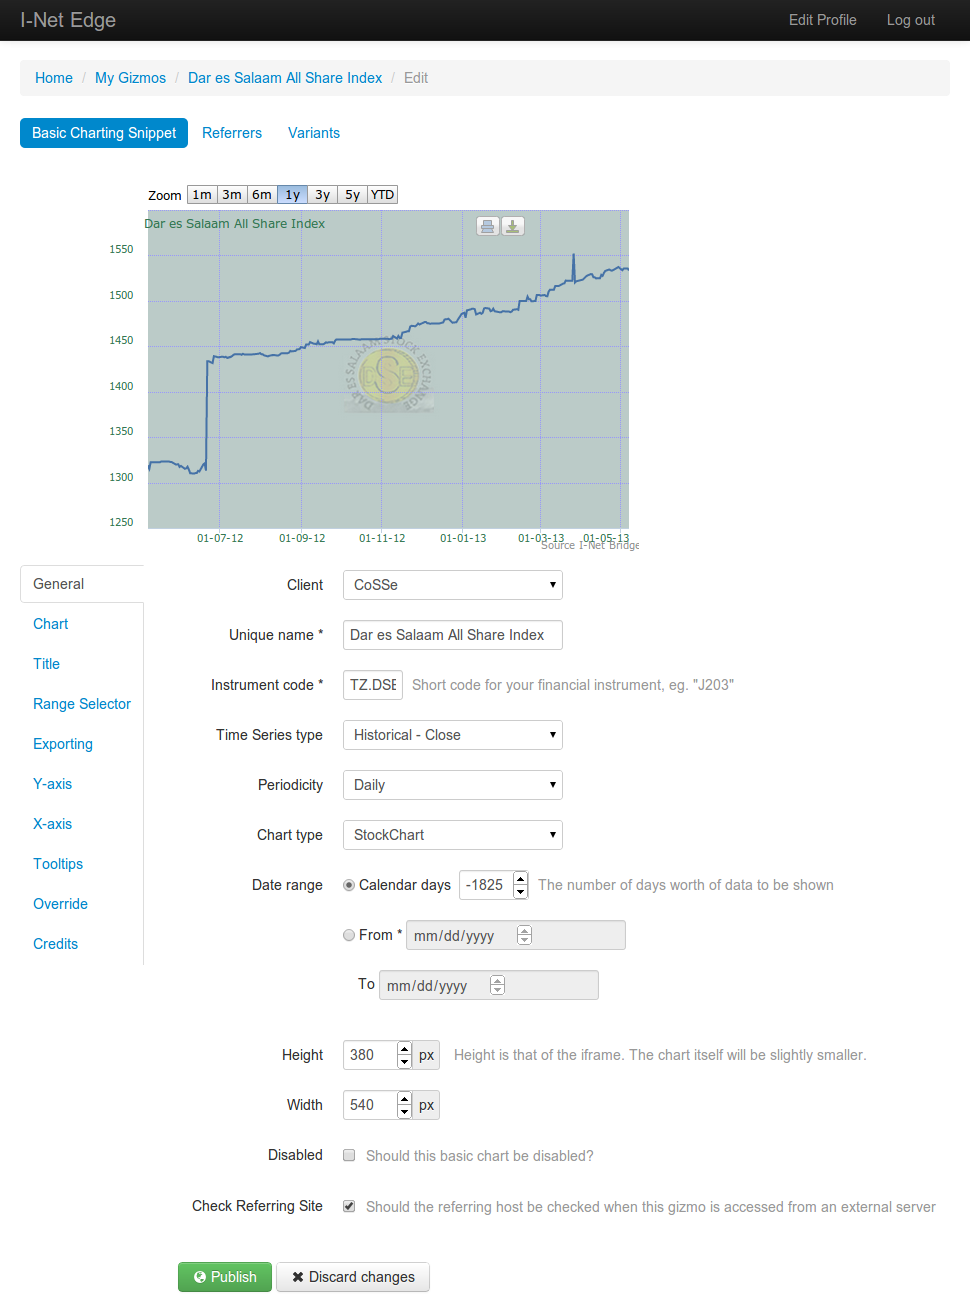 I-Net Edge Edit Profile Log out
Home / My Gizmos / Dar es Salaam All Share Index / Edit
Basic Charting Snippet Referrers Variants
Zoom 1m 3m 6m 1y 3y 5y YTD
Dar es Salaam All Share Index
1550
1500
1450
1400
1350
1300
1250
DAR ES SALAAM STOCK EXCHANGE
DSE
01-07-12 01-09-12 01-11-12 01-01-13 01-03-13 01-05-13
Source I-Net Bridge
General
Chart
Title
Range Selector
Exporting
Y-axis
X-axis
Tooltips
Override
Credits
Client CoSSe
Unique name * Dar es Salaam All Share Index
Instrument code * TZ.DSE Short code for your financial instrument, eg. "J203"
Time Series type Historical - Close
Periodicity Daily
Chart type StockChart
Date range Calendar days -1825 The number of days worth of data to be shown
From * mm/dd/yyyy
To mm/dd/yyyy
Height 380 px Height is that of the iframe. The chart itself will be slightly smaller.
Width 540 px
Disabled Should this basic chart be disabled?
Check Referring Site Should the referring host be checked when this gizmo is accessed from an external server
Publish Discard changes